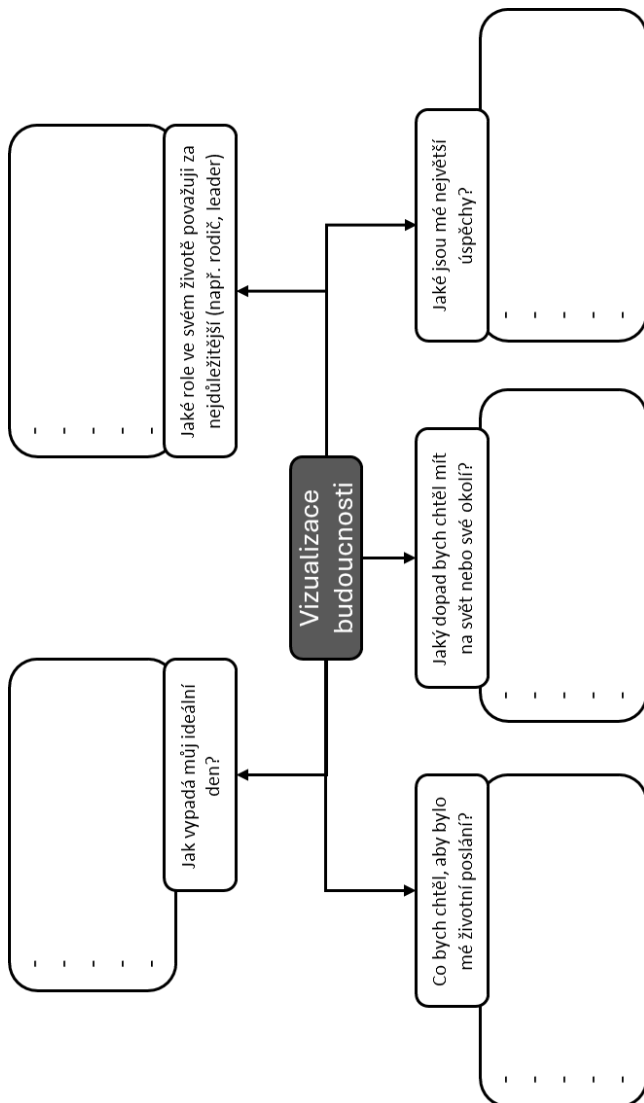 Jak vypadá můj ideální
den?
-
-
-
-
-
Jaké role ve svém životě považuji za
nejdůležitější (např. rodič, leader)
-
-
-
-
-
Vizualizace
budoucnosti
Co bych chtěl, aby bylo
mé životní poslání?
-
-
-
-
-
Jaký dopad bych chtěl mít
na svět nebo své okolí?
-
-
-
-
-
Jaké jsou mé největší
úspěchy?
-
-
-
-
-